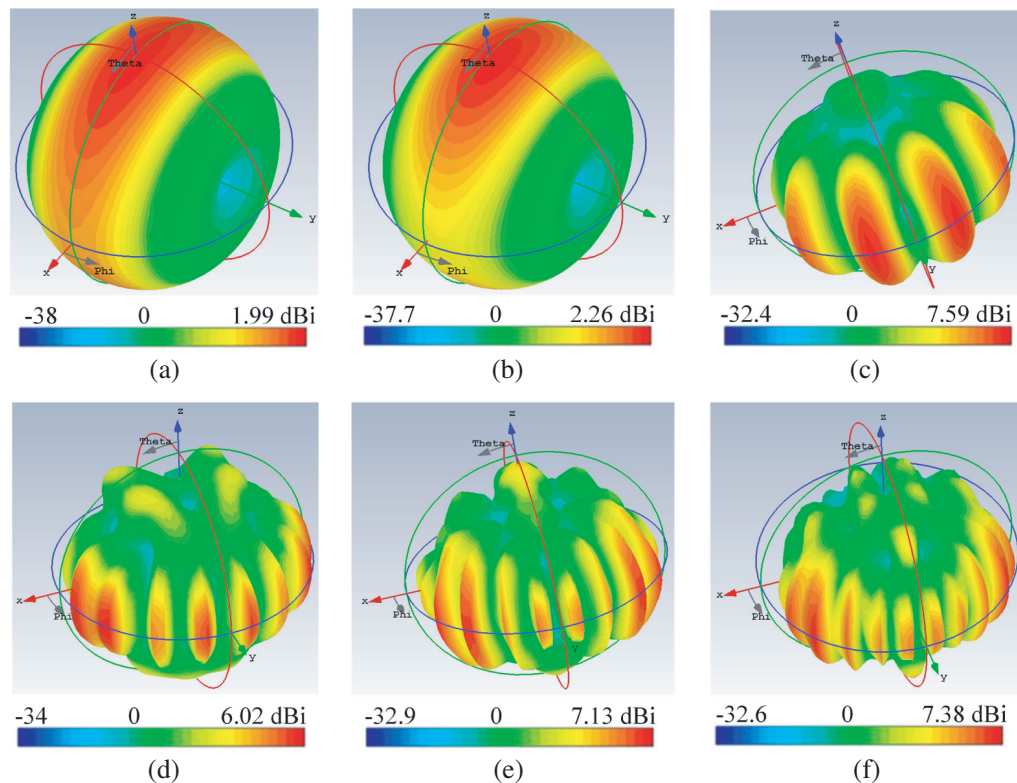 z
Theta
y
x
Phi
-38 0 1.99 dBi
(a)
z
Theta
y
x
Phi
-37.7 0 2.26 dBi
(b)
z
Theta
x
Phi
y
-32.4 0 7.59 dBi
(c)
z
Theta
x
Phi
y
-34 0 6.02 dBi
(d)
z
Theta
x
Phi
y
-32.9 0 7.13 dBi
(e)
z
Theta
x
Phi
y
-32.6 0 7.38 dBi
(f)